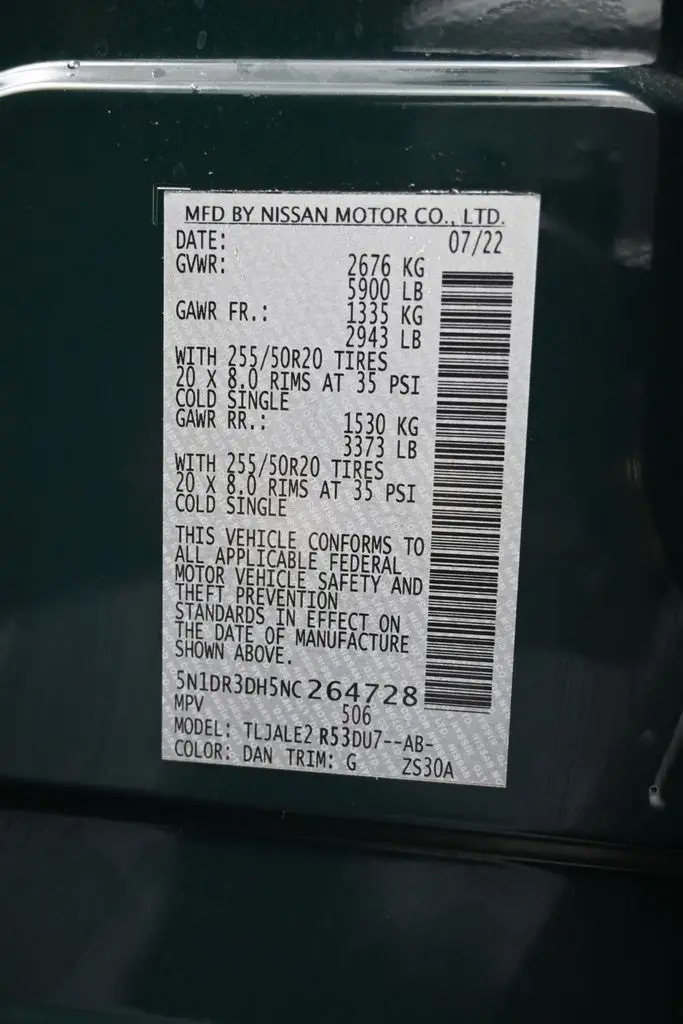 MFD BY NISSAN MOTOR CO., LTD.
DATE: 07/22
GVWR: 2676 KG
5900 LB
GAWR FR.: 1335 KG
2943 LB
WITH 255/50R20 TIRES
20 X 8.0 RIMS AT 35 PSI
COLD SINGLE
GAWR RR.: 1530 KG
3373 LB
WITH 255/50R20 TIRES
20 X 8.0 RIMS AT 35 PSI
COLD SINGLE
THIS VEHICLE CONFORMS TO
ALL APPLICABLE FEDERAL
MOTOR VEHICLE SAFETY AND
THEFT PREVENTION
STANDARDS IN EFFECT ON
THE DATE OF MANUFACTURE
SHOWN ABOVE.
5N1DR3DH5NC264728
MPV 506
MODEL: TLJALE2 R53DU7--AB-
COLOR: DAN TRIM: G ZS30A